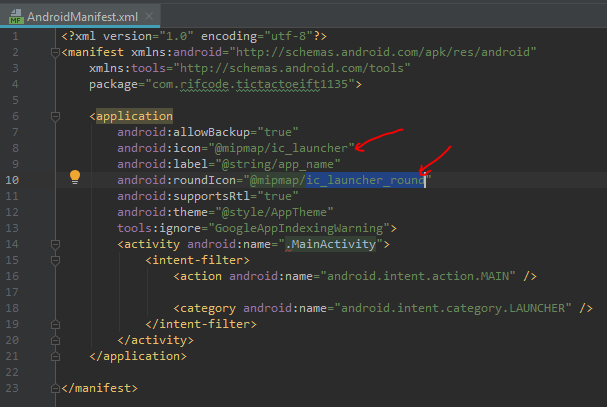 MF AndroidManifest.xml ×
1 <?xml version="1.0" encoding="utf-8"?>
2 <manifest xmlns:android="http://schemas.android.com/apk/res/android"
3 xmlns:tools="http://schemas.android.com/tools"
4 package="com.rifcode.tictactoeift1135">
5
6 <application
7 android:allowBackup="true"
8 android:icon="@mipmap/ic_launcher"
9 android:label="@string/app_name"
10 android:roundIcon="@mipmap/ic_launcher_round"
11 android:supportsRtl="true"
12 android:theme="@style/AppTheme"
13 tools:ignore="GoogleAppIndexingWarning">
14 <activity android:name=".MainActivity">
15 <intent-filter>
16 <action android:name="android.intent.action.MAIN" />
17
18 <category android:name="android.intent.category.LAUNCHER" />
19 </intent-filter>
20 </activity>
21 </application>
22
23 </manifest>